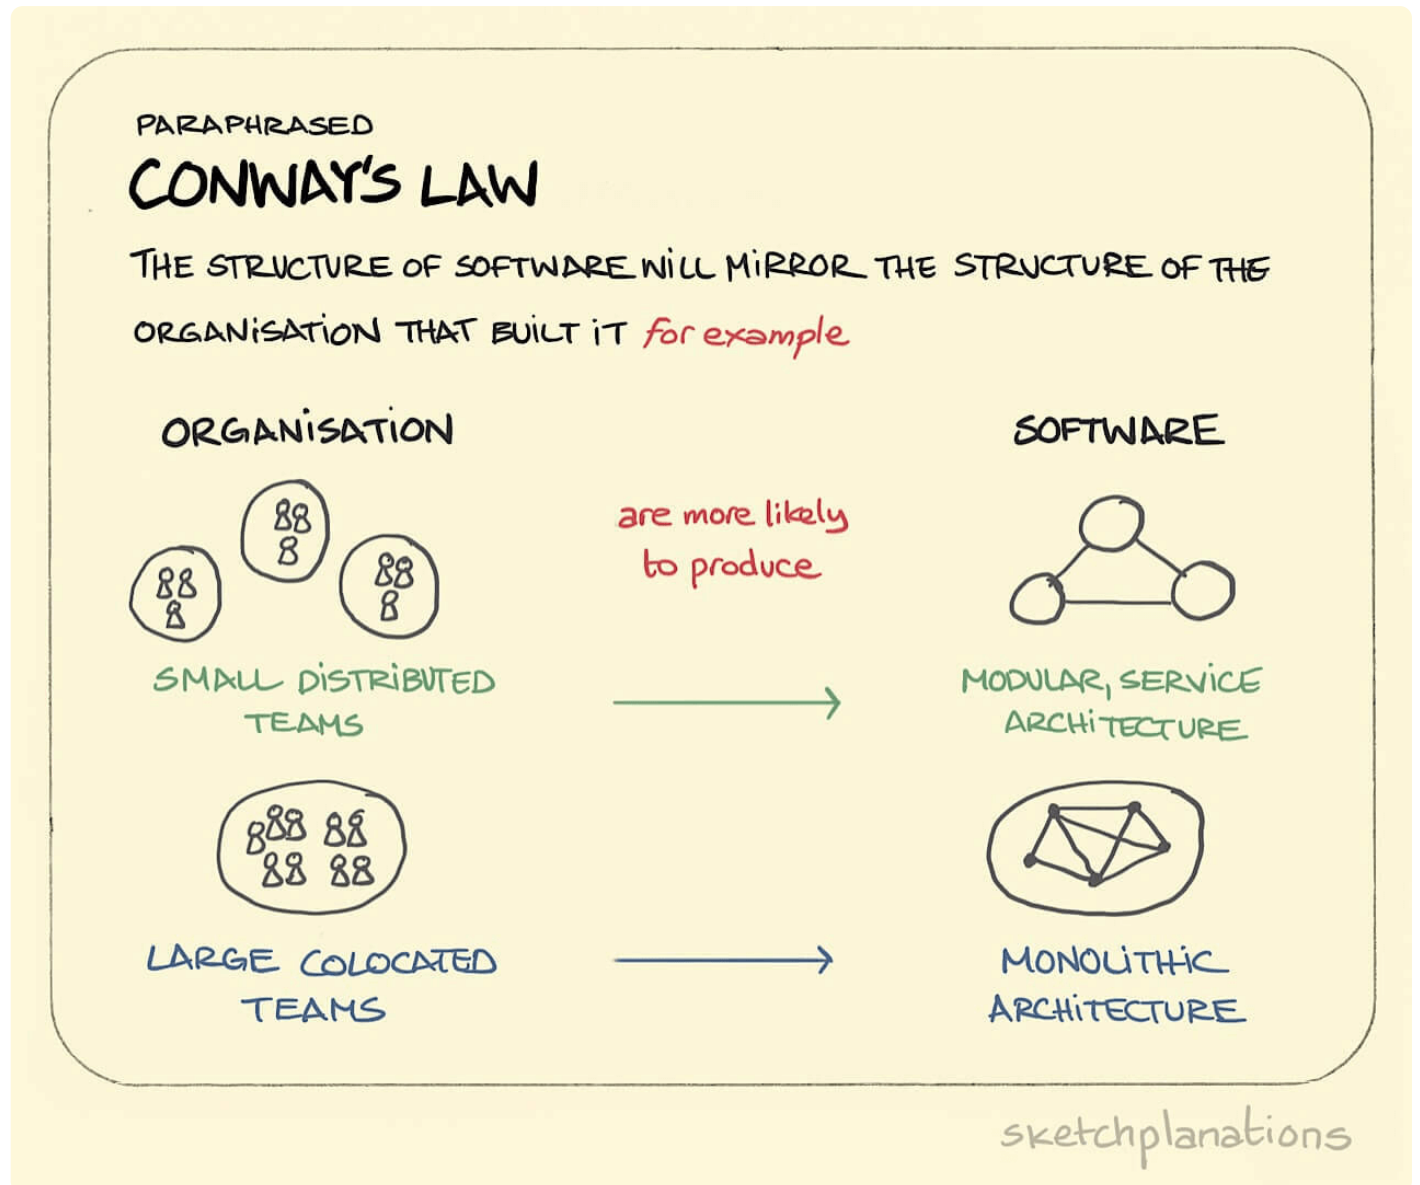 PARAPHRASED
CONWAY'S LAW
THE STRUCTURE OF SOFTWARE WILL MIRROR THE STRUCTURE OF THE
ORGANISATION THAT BUILT IT for example
ORGANISATION
SOFTWARE
are more likely
to produce
SMALL DISTRIBUTED
TEAMS
MODULAR, SERVICE
ARCHITECTURE
LARGE COLOCATED
TEAMS
MONOLITHIC
ARCHITECTURE
sketchplanations